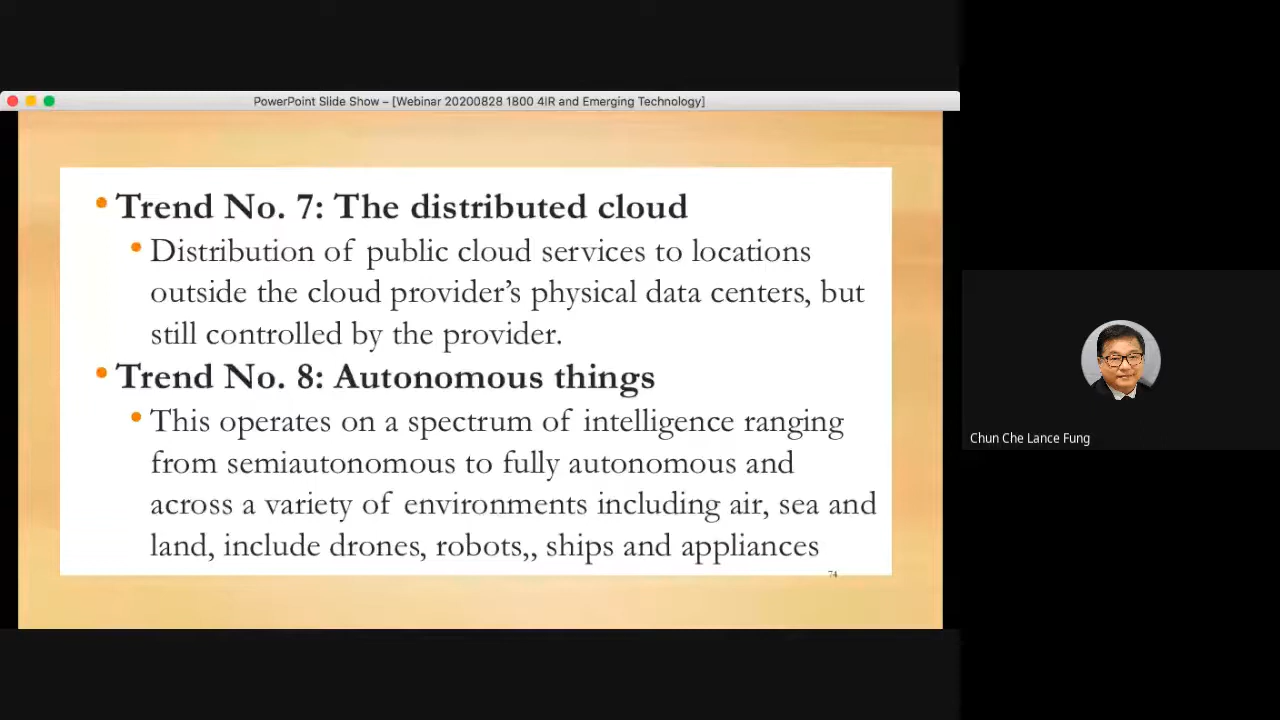 PowerPoint Slide Show – [Webinar 20200828 1800 4IR and Emerging Technology]
• Trend No. 7: The distributed cloud
• Distribution of public cloud services to locations
outside the cloud provider’s physical data centers, but
still controlled by the provider.
• Trend No. 8: Autonomous things
• This operates on a spectrum of intelligence ranging
from semiautonomous to fully autonomous and
across a variety of environments including air, sea and
land, include drones, robots,, ships and appliances
74
Chun Che Lance Fung